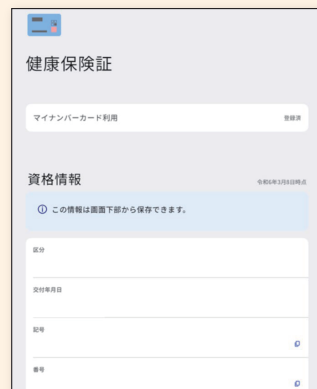 健康保険証
マイナンバーカード利用 登録済
資格情報 令和6年3月8日時点
この情報は画面下部から保存できます。
区分
交付年月日
記号
番号